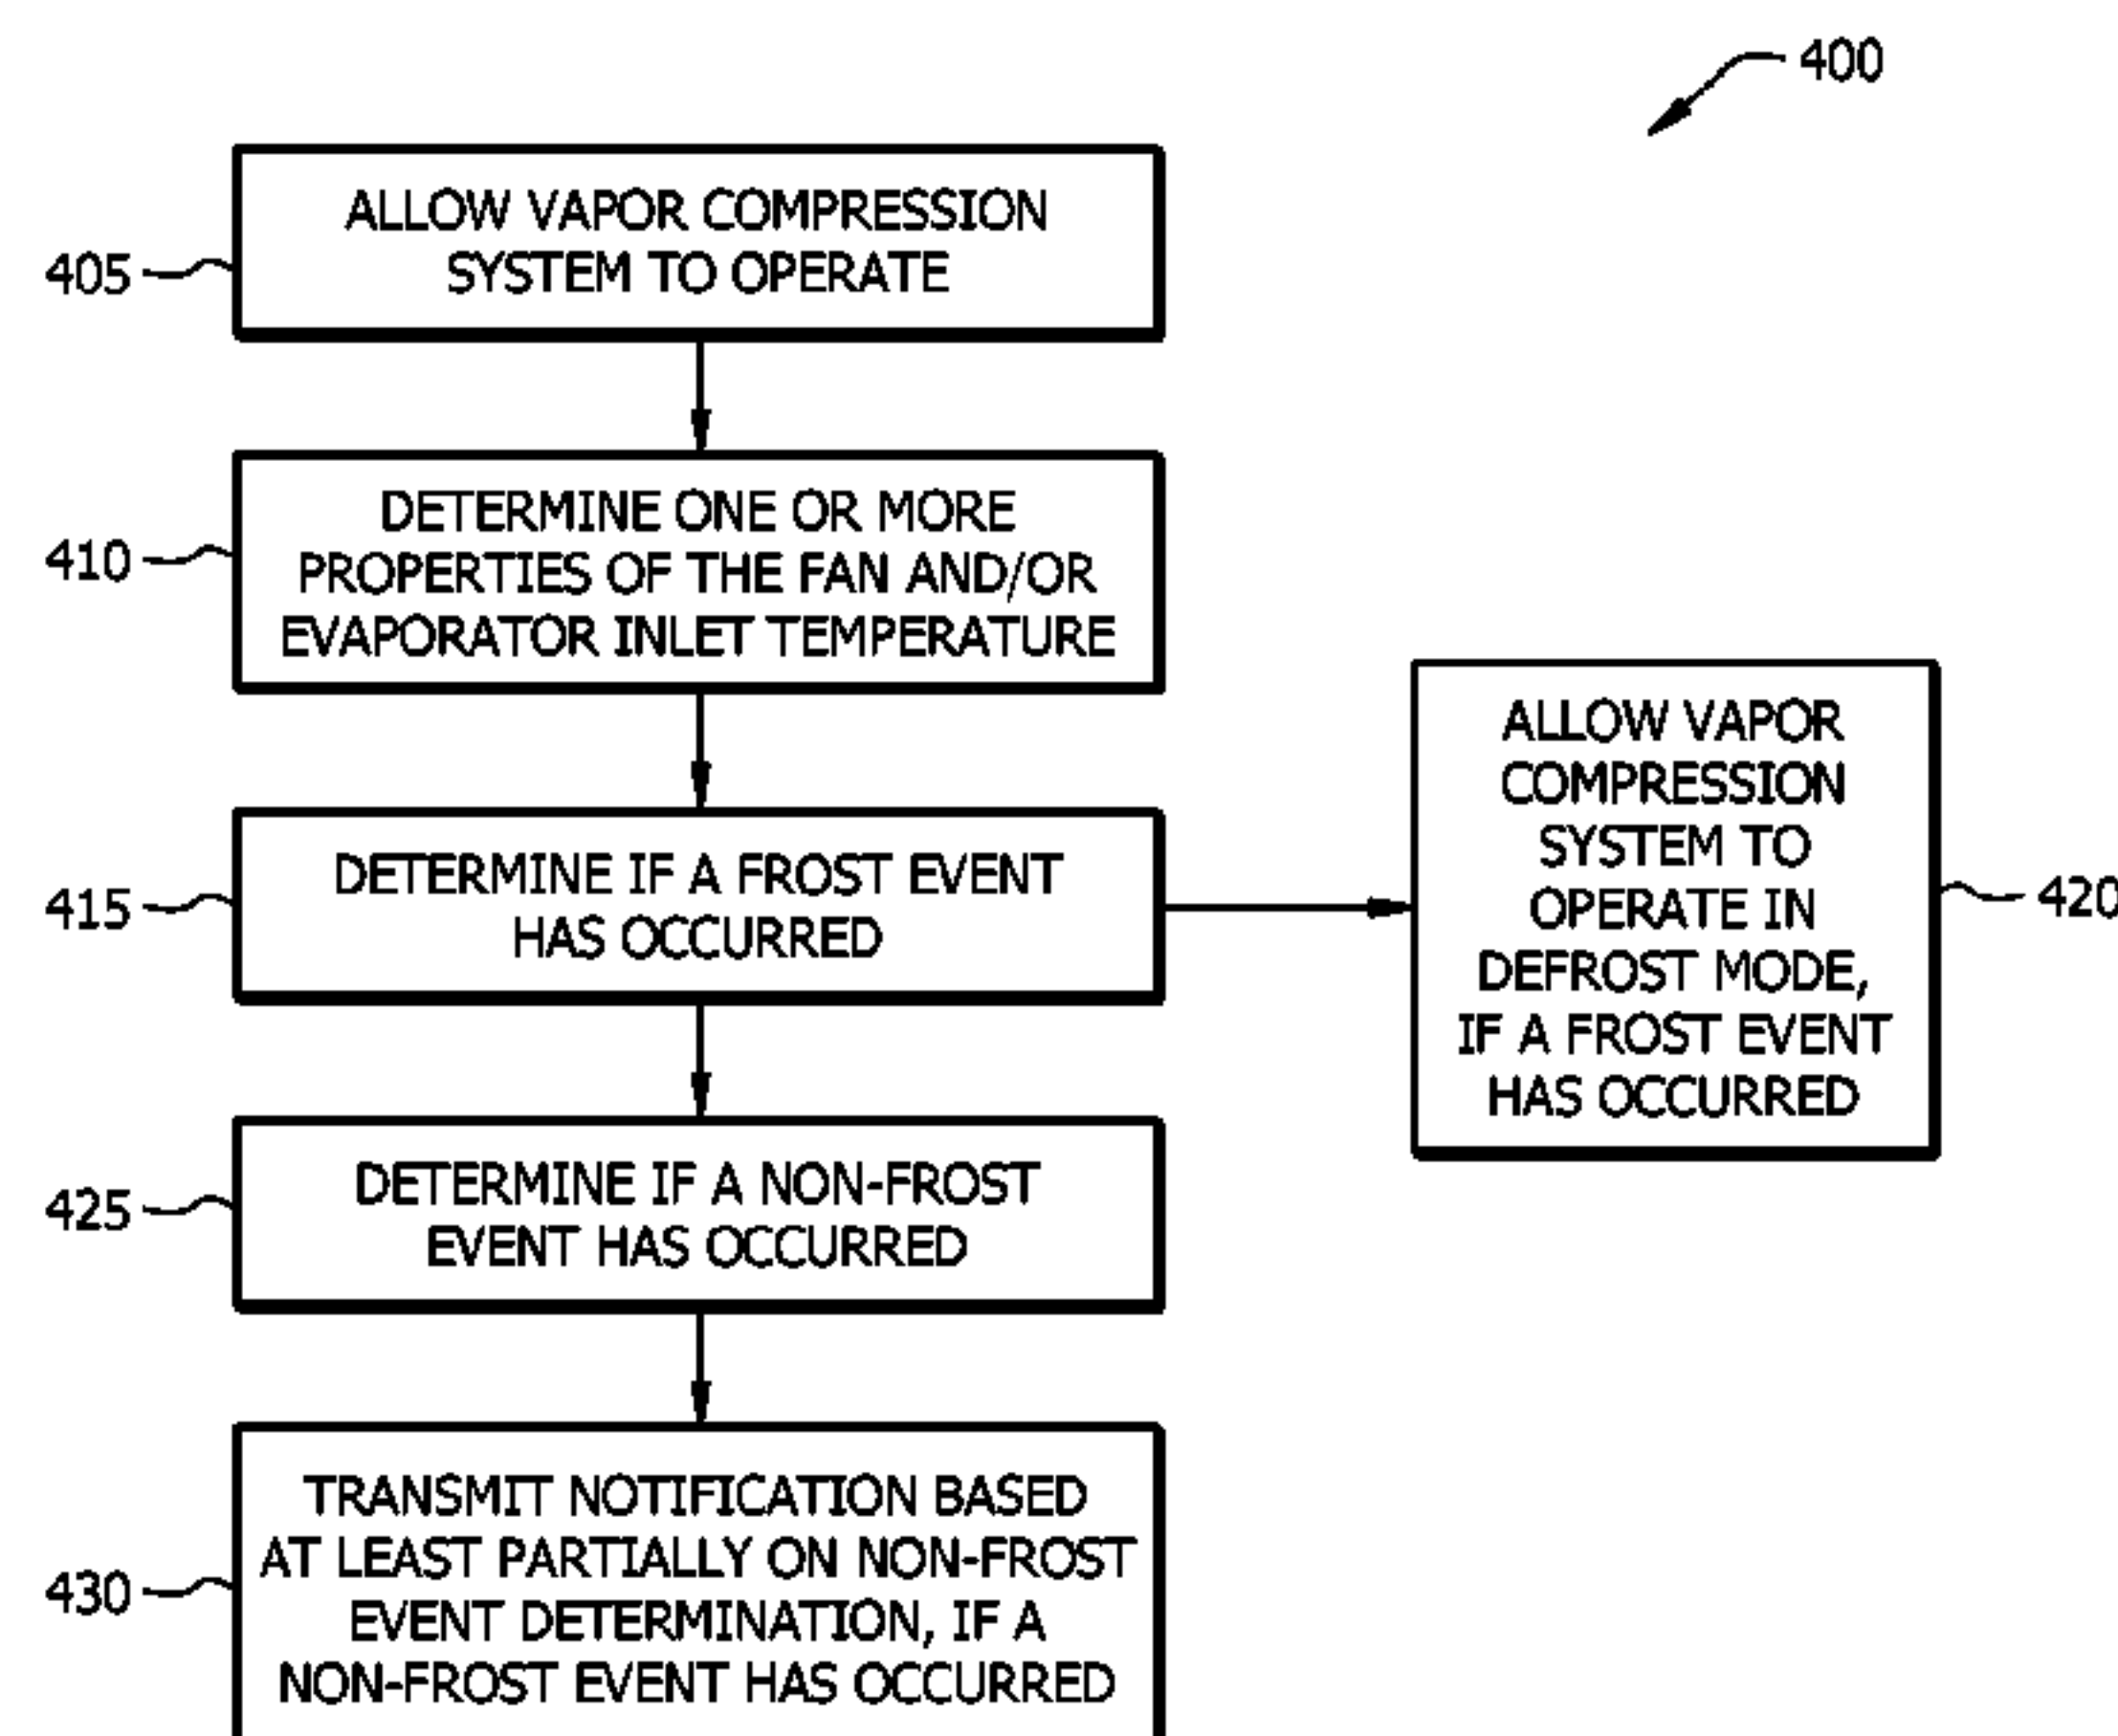 400
ALLOW VAPOR COMPRESSION
SYSTEM TO OPERATE
405
DETERMINE ONE OR MORE
PROPERTIES OF THE FAN AND/OR
EVAPORATOR INLET TEMPERATURE
410
DETERMINE IF A FROST EVENT
HAS OCCURRED
415
ALLOW VAPOR
COMPRESSION
SYSTEM TO
OPERATE IN
DEFROST MODE,
IF A FROST EVENT
HAS OCCURRED
420
DETERMINE IF A NON-FROST
EVENT HAS OCCURRED
425
TRANSMIT NOTIFICATION BASED
AT LEAST PARTIALLY ON NON-FROST
EVENT DETERMINATION, IF A
NON-FROST EVENT HAS OCCURRED
430